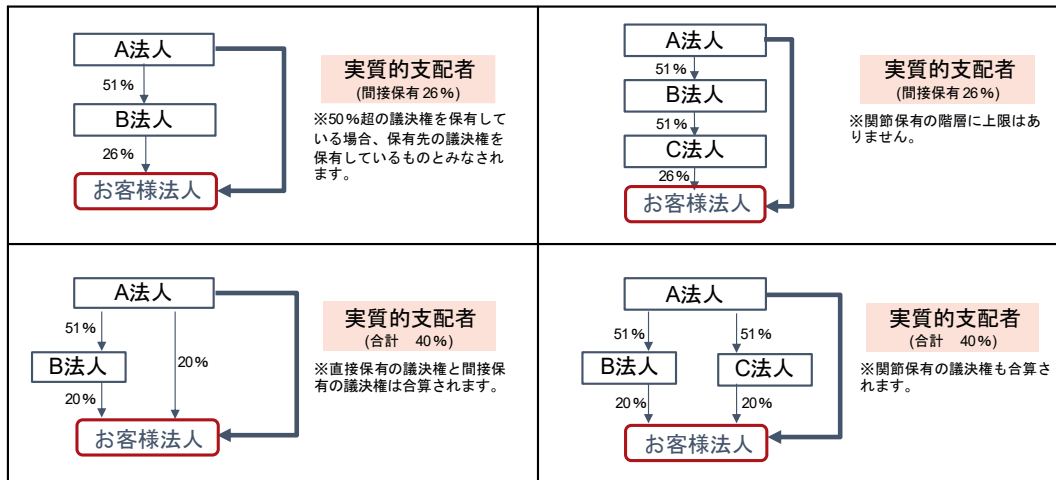 A法人
51%
B法人
26%
お客様法人
実質的支配者
(間接保有26%)
※50%超の議決権を保有して
いる場合、保有先の議決権を
保有しているものとみなされ
ます。
A法人
51%
B法人
51%
C法人
26%
お客様法人
実質的支配者
(間接保有26%)
※関節保有の階層に上限はあ
りません。
A法人
51%
B法人
20%
20%
お客様法人
実質的支配者
(合計 40%)
※直接保有の議決権と間接保
有の議決権は合算されます。
A法人
51%
51%
B法人
C法人
20%
20%
お客様法人
実質的支配者
(合計 40%)
※関節保有の議決権も合算さ
れます。